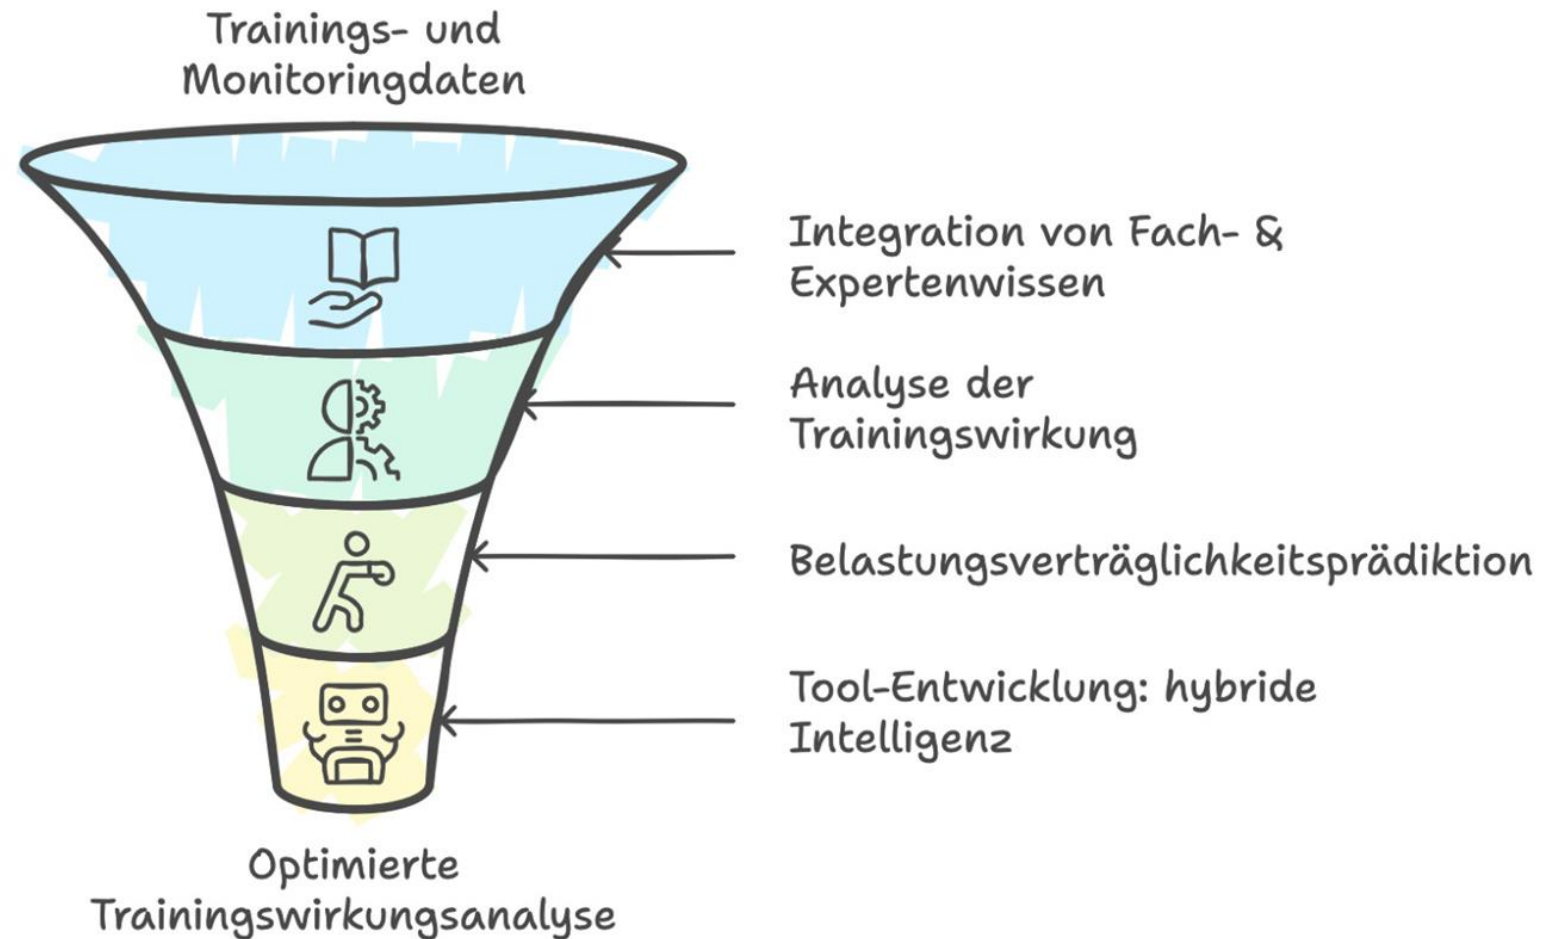 Trainings- und
Monitoringdaten
Integration von Fach- &
Expertenwissen
Analyse der
Trainingswirkung
Belastungsverträglichkeitsprädiktion
Tool-Entwicklung: hybride
Intelligenz
Optimierte
Trainingswirkungsanalyse